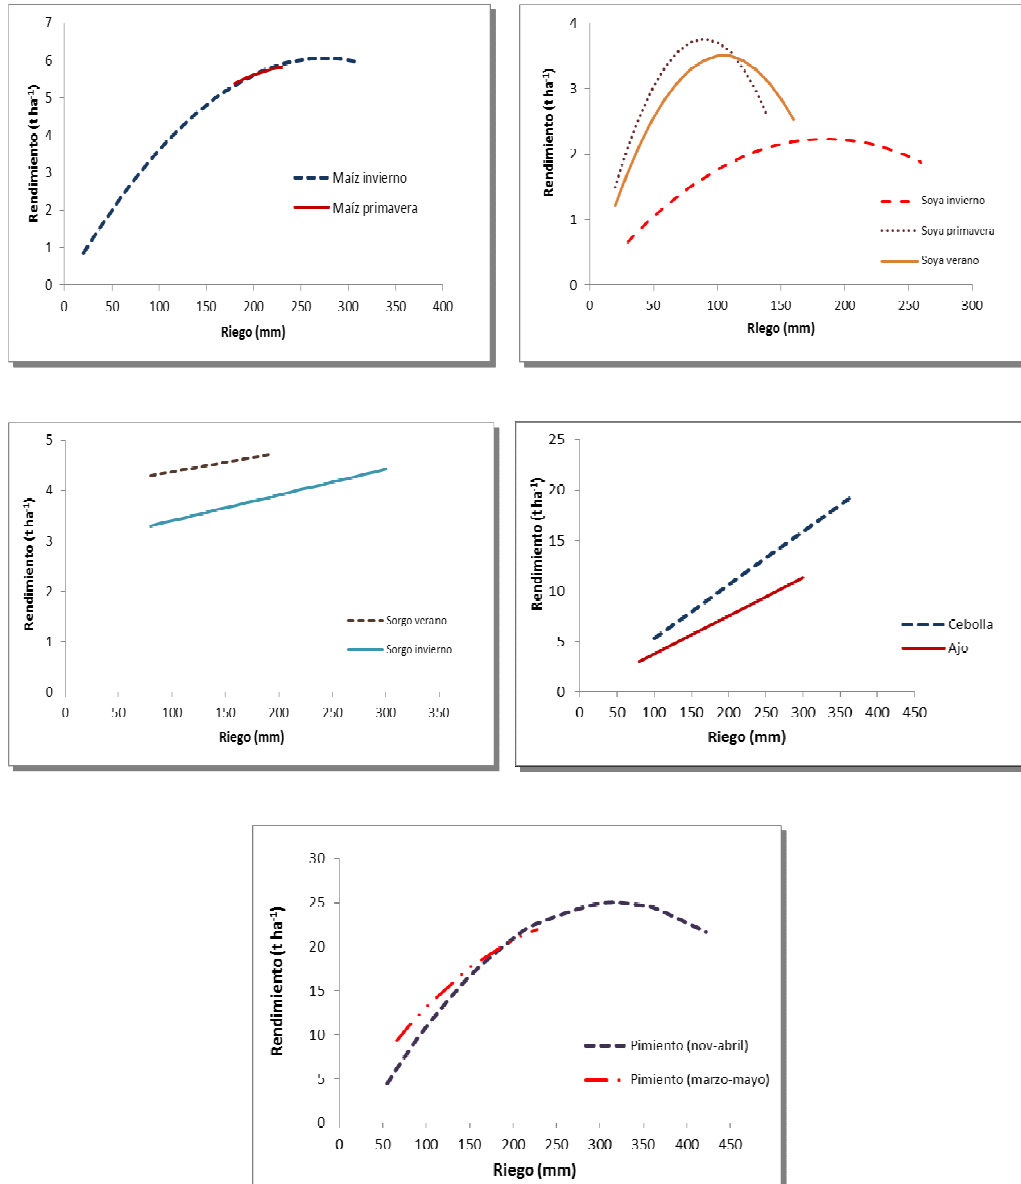 7
6
5
4
3
2
1
0
Rendimiento (t ha⁻¹)
Maíz invierno
Maíz primavera
0 50 100 150 200 250 300 350 400
Riego (mm)
4
3
2
1
0
Rendimiento (t ha⁻¹)
Soya invierno
Soya primavera
Soya verano
0 50 100 150 200 250 300
Riego (mm)
5
4
3
2
1
0
Rendimiento (t ha⁻¹)
Sorgo verano
Sorgo invierno
0 50 100 150 200 250 300 350
Riego (mm)
25
20
15
10
5
0
Rendimiento (t ha⁻¹)
Cebolla
Ajo
0 50 100 150 200 250 300 350 400 450
Riego (mm)
30
25
20
15
10
5
0
Rendimiento (t ha⁻¹)
Pimiento (nov-abril)
Pimiento (marzo-mayo)
0 50 100 150 200 250 300 350 400 450
Riego (mm)